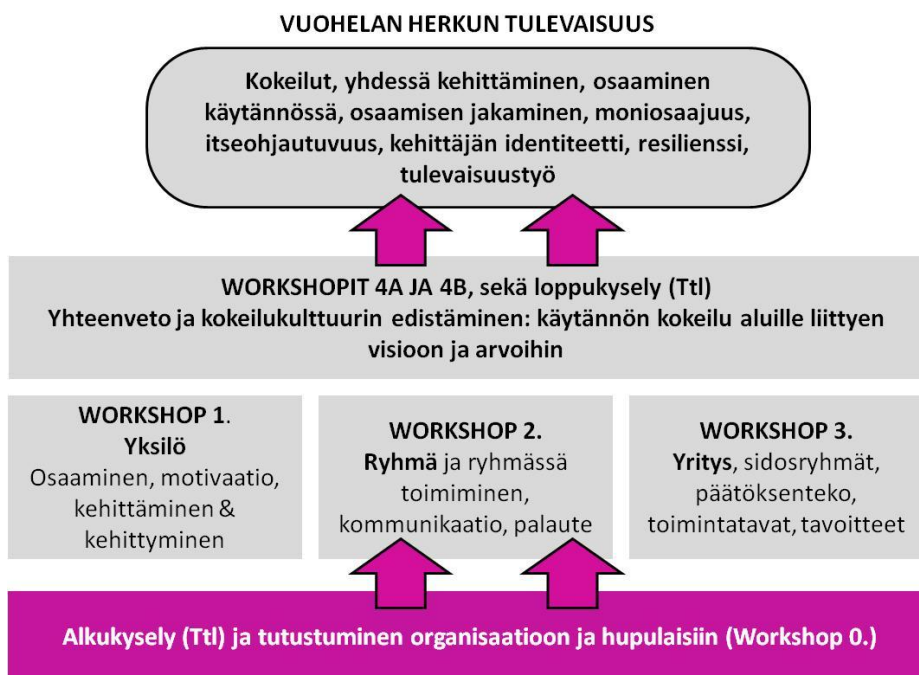 VUOHELAN HERKUN TULEVAISUUS
Kokeilut, yhdessä kehittäminen, osaaminen
käytännössä, osaamisen jakaminen, moniosaajuus,
itseohjautuvuus, kehittäjän identiteetti, resilienssi,
tulevaisuustyö
WORKSHOPIT 4A JA 4B, sekä loppukysely (Ttl)
Yhteenveto ja kokeilukulttuurin edistäminen: käytännön kokeilu aluille liittyen
visioon ja arvoihin
WORKSHOP 1.
Yksilö
Osaaminen, motivaatio,
kehittäminen &
kehittyminen
WORKSHOP 2.
Ryhmä ja ryhmässä
toimiminen,
kommunikaatio, palaute
WORKSHOP 3.
Yritys, sidosryhmät,
päätöksenteko,
toimintatavat, tavoitteet
Alkukysely (Ttl) ja tutustuminen organisaatioon ja hupulaisiin (Workshop 0.)